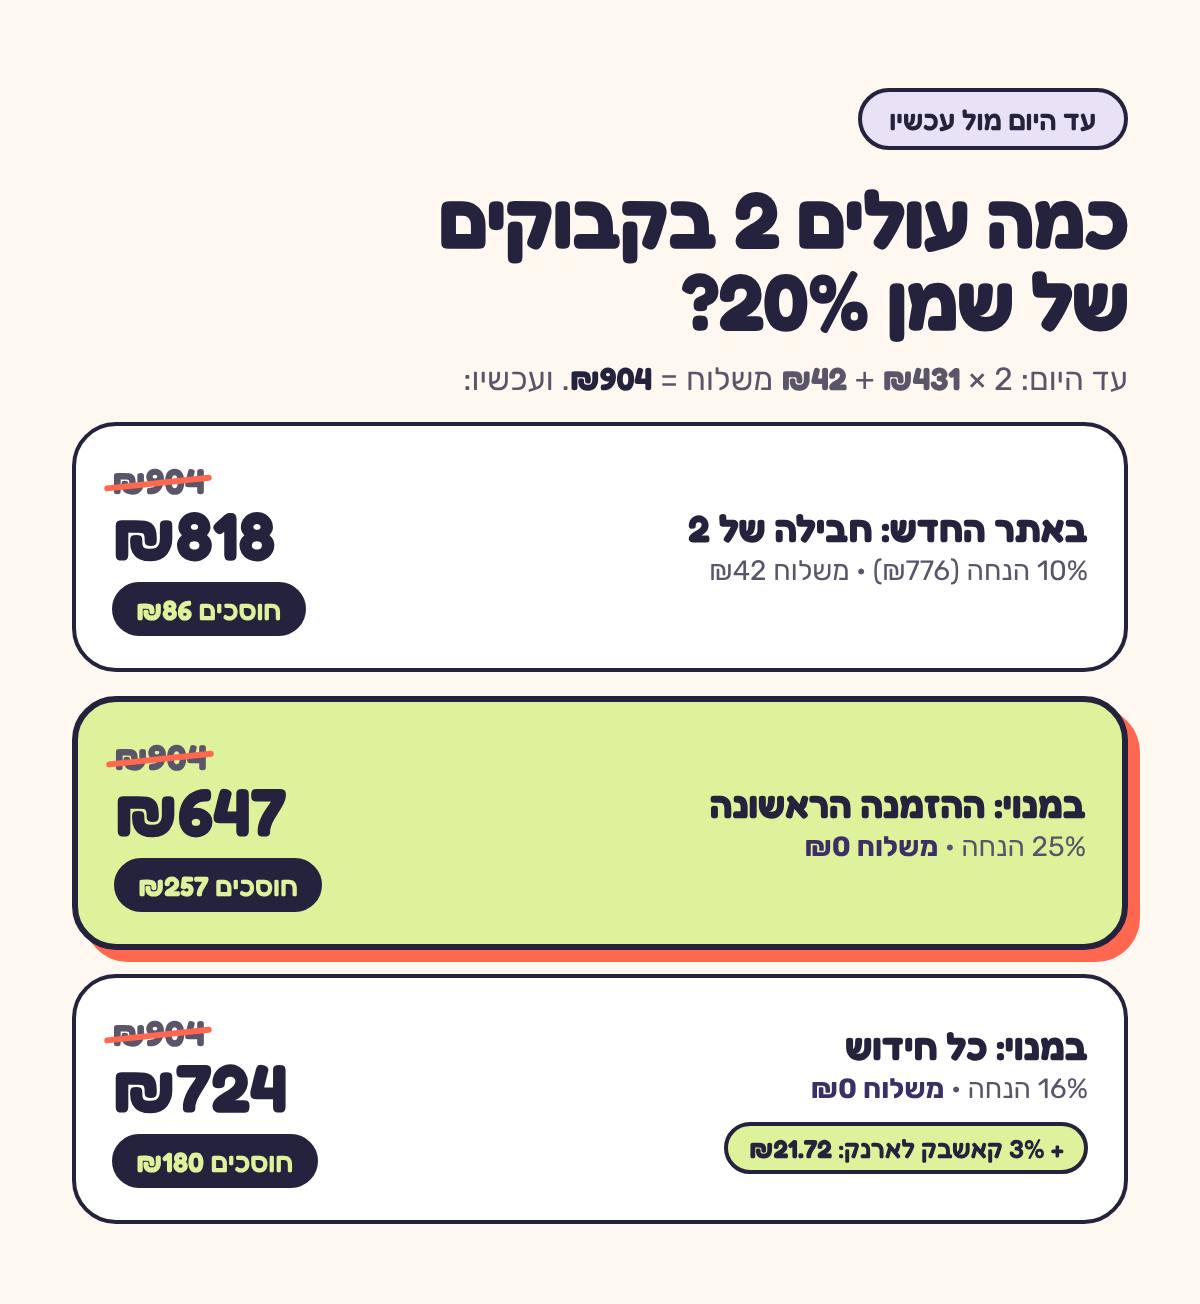 עד היום מול עכשיו
כמה עולים 2 בקבוקים
של שמן 20%?
עד היום: 2 × 431₪ + 42₪ משלוח = 904₪. ועכשיו:
באתר החדש: חבילה של 2
10% הנחה (776₪) • משלוח 42₪
904₪
818₪
חוסכים 86₪
במנוי: ההזמנה הראשונה
25% הנחה • משלוח 0₪
904₪
647₪
חוסכים 257₪
במנוי: כל חידוש
16% הנחה • משלוח 0₪
+ 3% קאשבק לארנק: 21.72₪
904₪
724₪
חוסכים 180₪